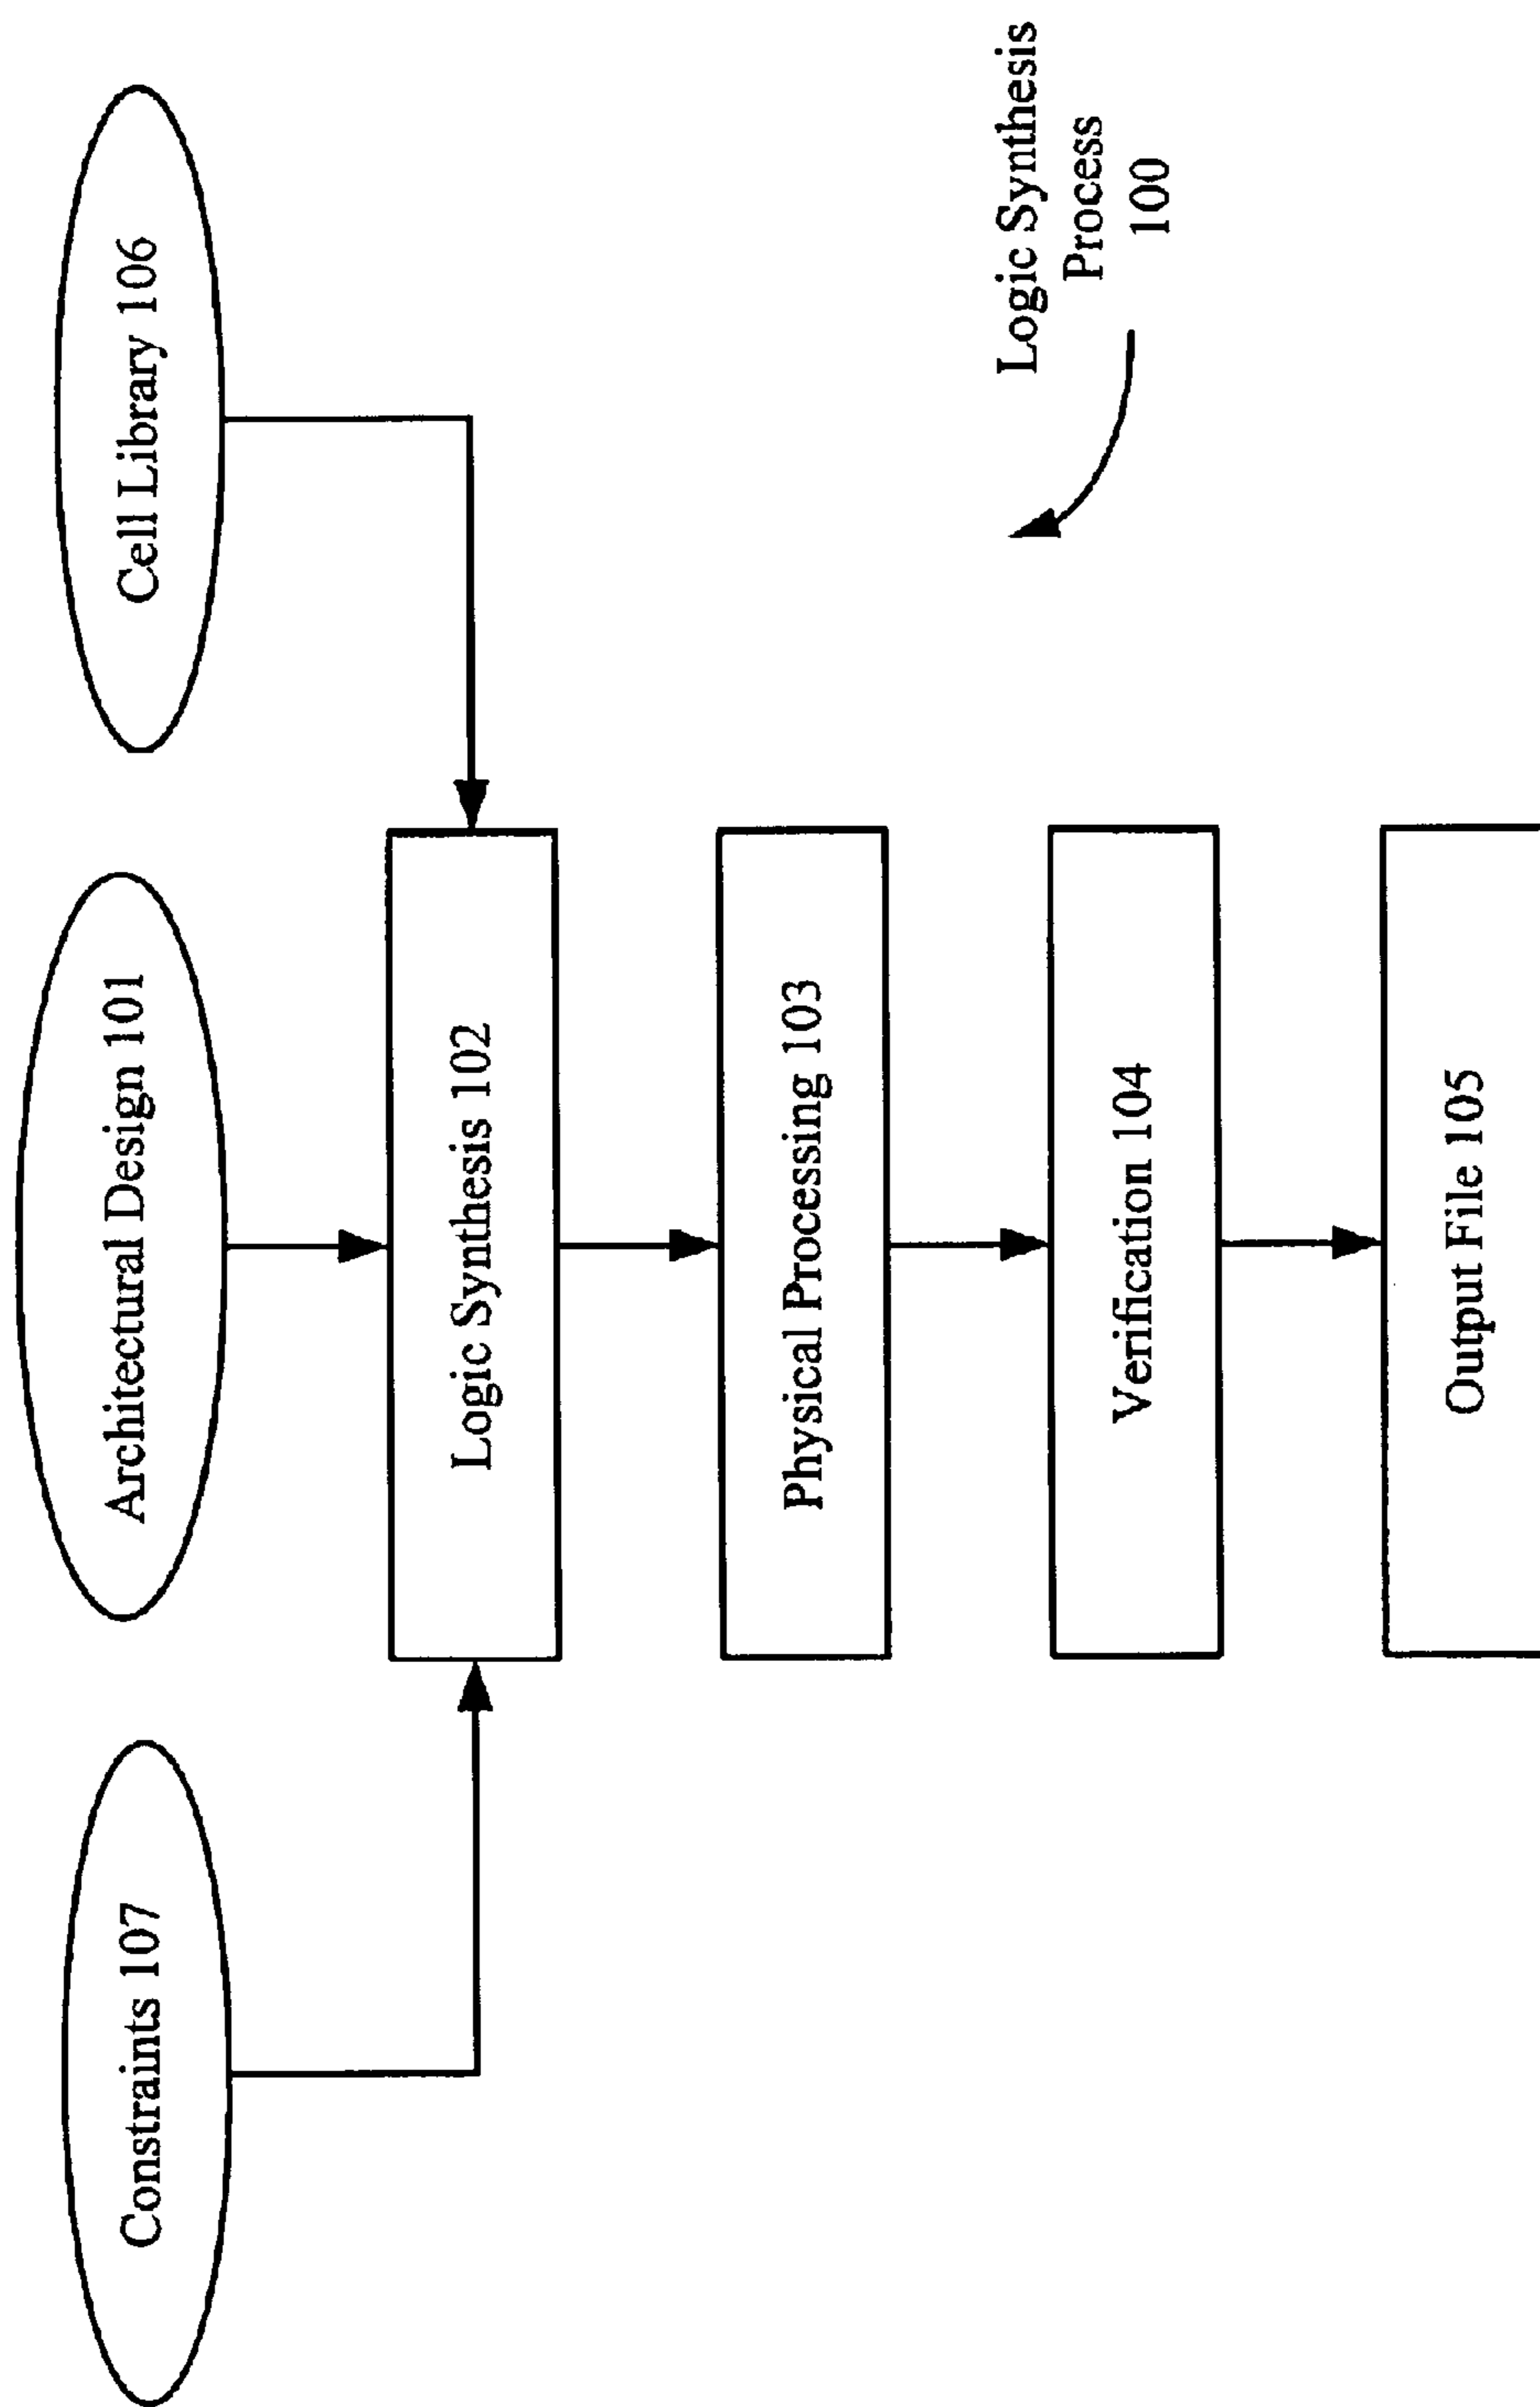 Constraints 107
Architectural Design 101
Cell Library 106
Logic Synthesis 102
Physical Processing 103
Verification 104
Output File 105
Logic Synthesis
Process
100